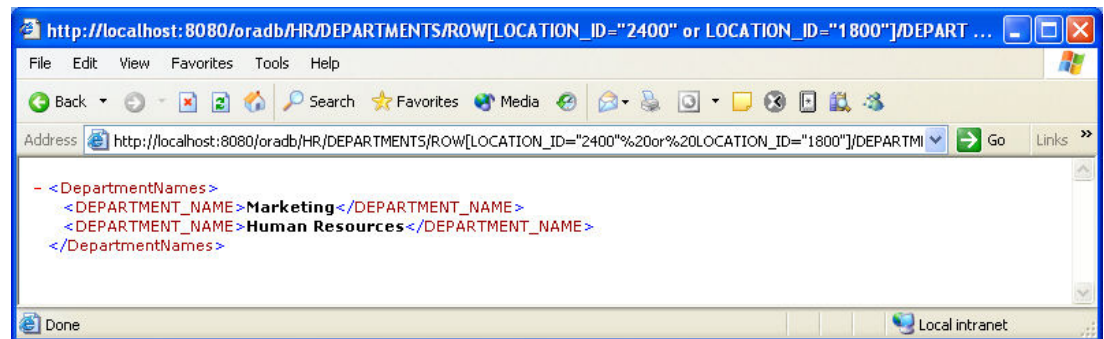 http://localhost:8080/oradb/HR/DEPARTMENTS/ROW[LOCATION_ID="2400" or LOCATION_ID="1800"]/DEPART ...
File Edit View Favorites Tools Help
Back Search Favorites Media
Address http://localhost:8080/oradb/HR/DEPARTMENTS/ROW[LOCATION_ID="2400"%20or%20LOCATION_ID="1800"]/DEPARTMI Go Links »
- <DepartmentNames>
<DEPARTMENT_NAME>Marketing</DEPARTMENT_NAME>
<DEPARTMENT_NAME>Human Resources</DEPARTMENT_NAME>
</DepartmentNames>
Done Local intranet